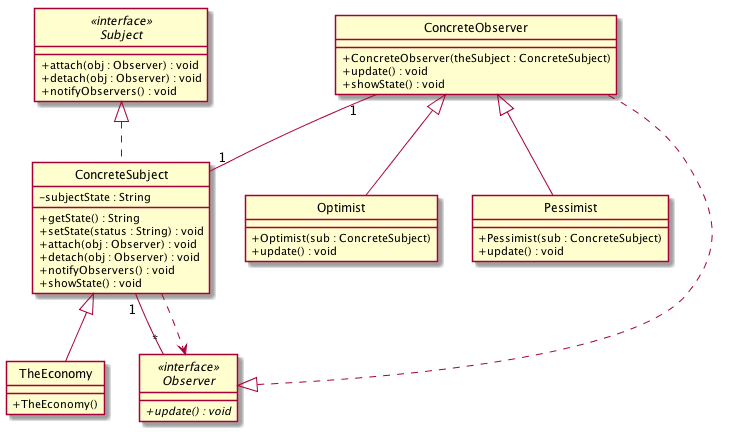 «interface»
Subject
+attach(obj : Observer) : void
+detach(obj : Observer) : void
+notifyObservers() : void
ConcreteObserver
+ConcreteObserver(theSubject : ConcreteSubject)
+update() : void
+showState() : void
1
1
ConcreteSubject
-subjectState : String
+getState() : String
+setState(status : String) : void
+attach(obj : Observer) : void
+detach(obj : Observer) : void
+notifyObservers() : void
+showState() : void
Optimist
+Optimist(sub : ConcreteSubject)
+update() : void
Pessimist
+Pessimist(sub : ConcreteSubject)
+update() : void
1
*
TheEconomy
+TheEconomy()
«interface»
Observer
+update() : void